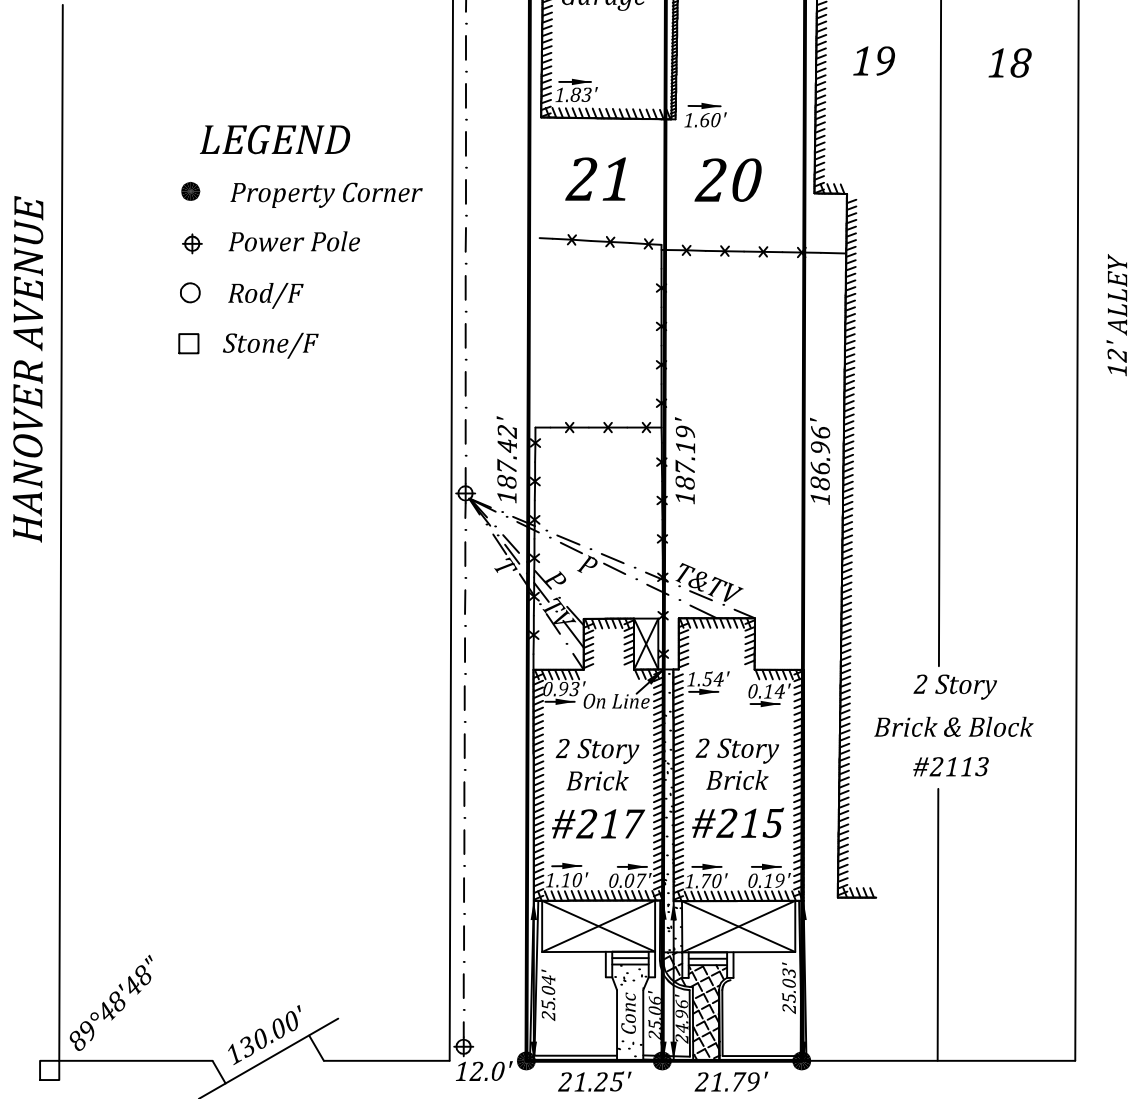 Garage
1.83'
1.60'
19
18
LEGEND
Property Corner
Power Pole
Rod/F
Stone/F
21
20
HANOVER AVENUE
12' ALLEY
187.42'
187.19'
186.96'
T
P
TV
P
T&TV
0.93'
On Line
1.54'
0.14'
2 Story
Brick
#217
2 Story
Brick
#215
2 Story
Brick & Block
#2113
1.10'
0.07'
1.70'
0.19'
25.04'
Conc
25.06'
24.96'
25.03'
89°48'48"
130.00'
12.0'
21.25'
21.79'